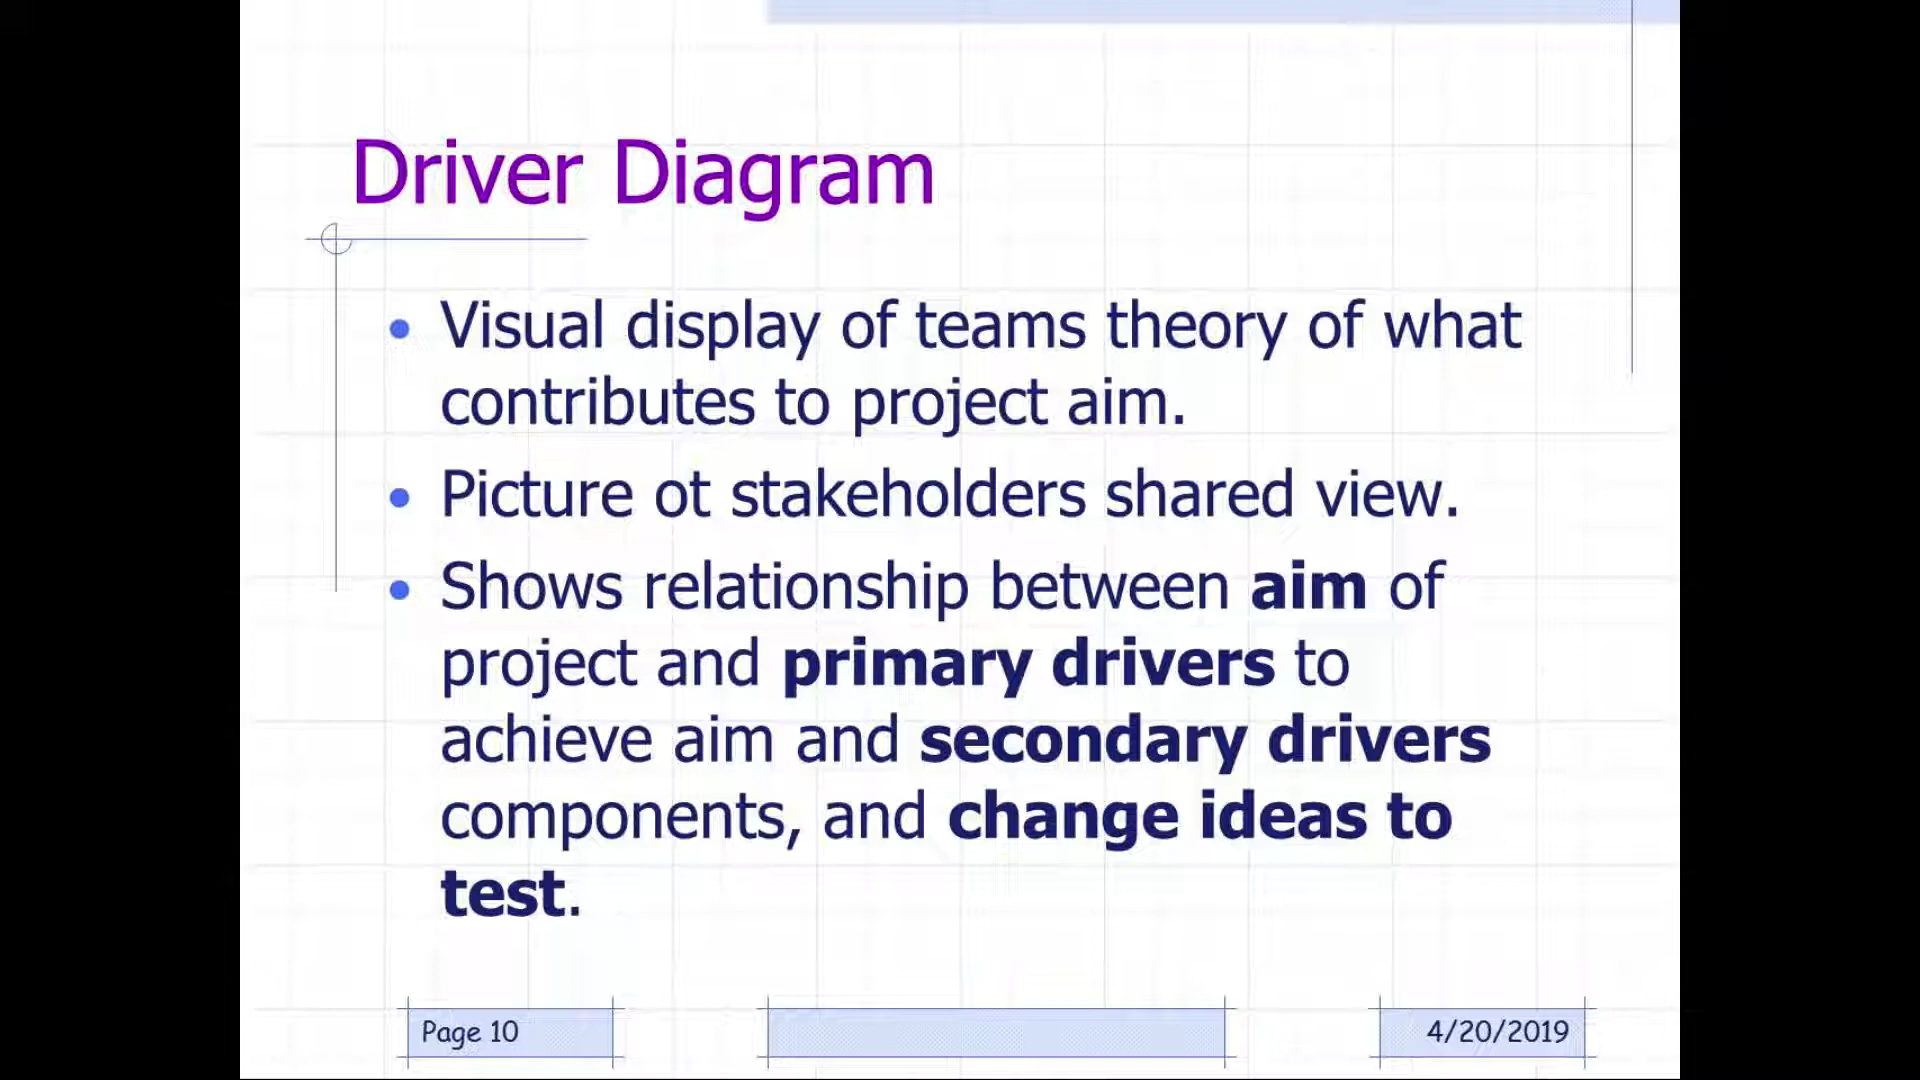 Driver Diagram
• Visual display of teams theory of what
contributes to project aim.
• Picture ot stakeholders shared view.
• Shows relationship between aim of
project and primary drivers to
achieve aim and secondary drivers
components, and change ideas to
test.
Page 10
4/20/2019